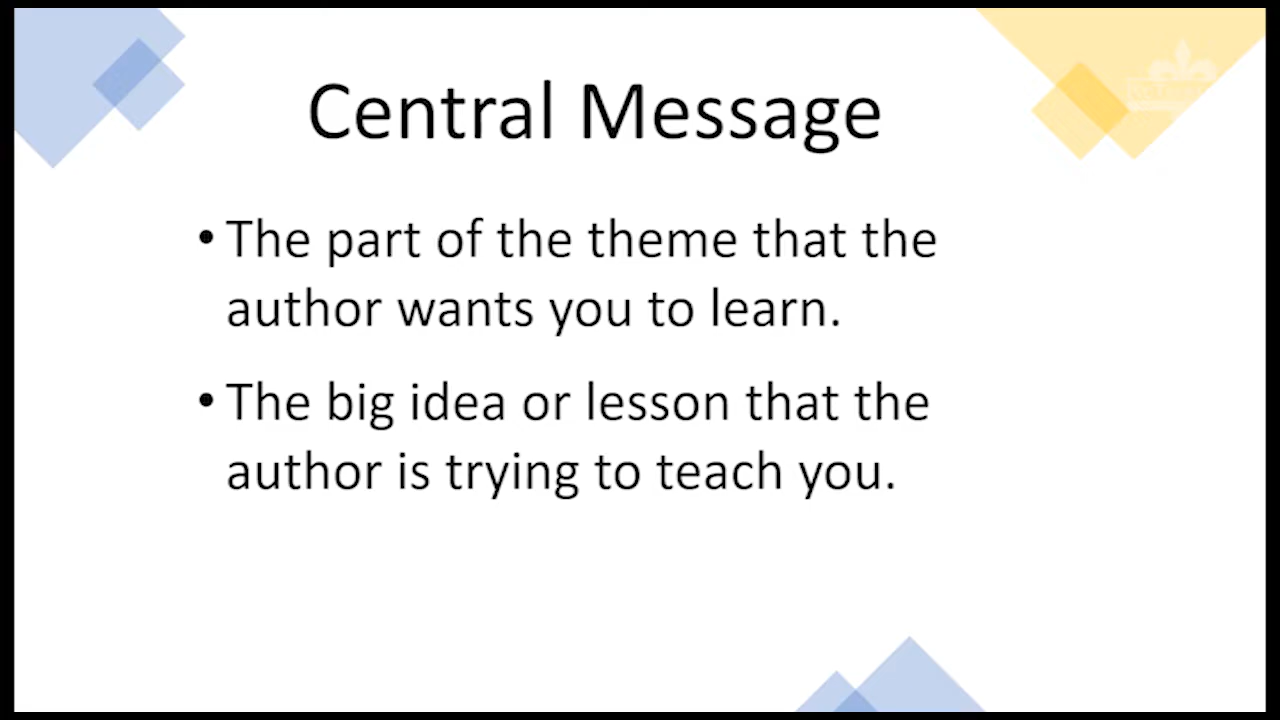 Central Message
• The part of the theme that the
author wants you to learn.
• The big idea or lesson that the
author is trying to teach you.